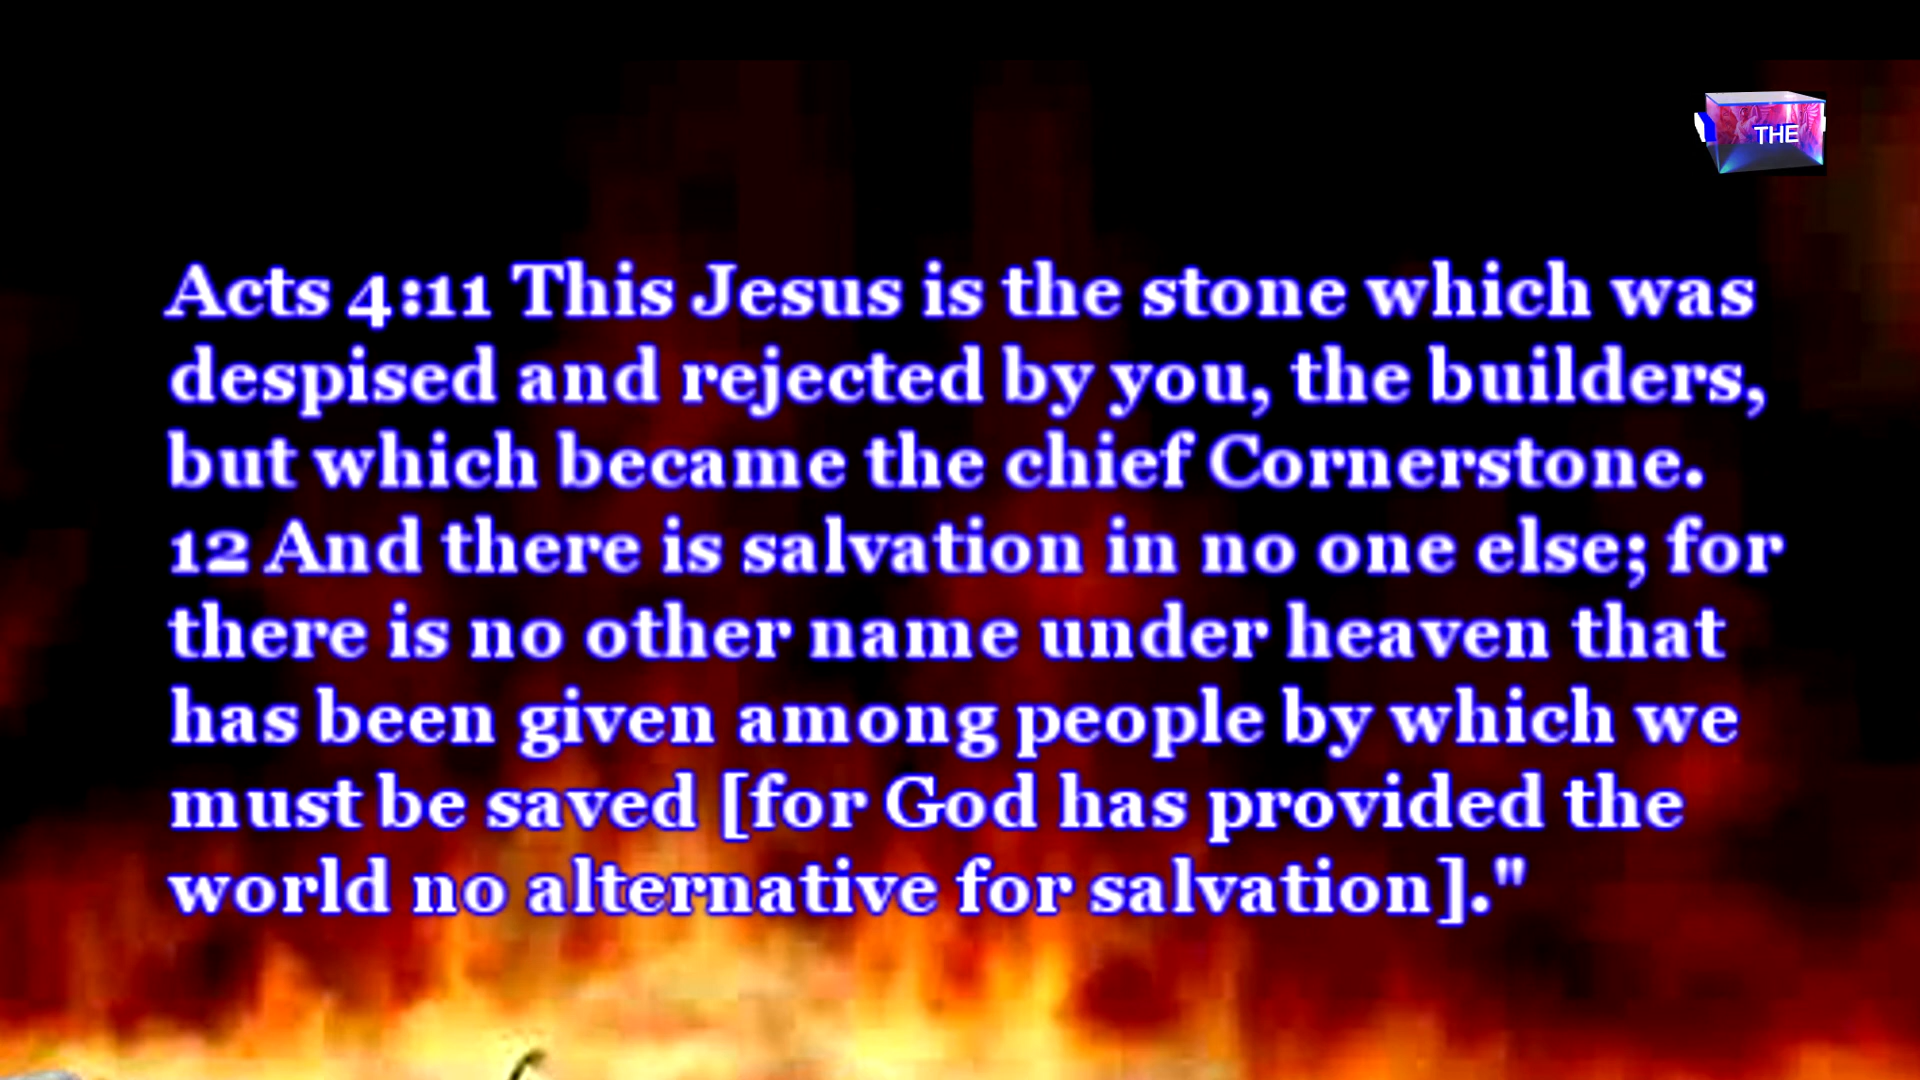 THE
Acts 4:11 This Jesus is the stone which was
despised and rejected by you, the builders,
but which became the chief Cornerstone.
12 And there is salvation in no one else; for
there is no other name under heaven that
has been given among people by which we
must be saved [for God has provided the
world no alternative for salvation]."